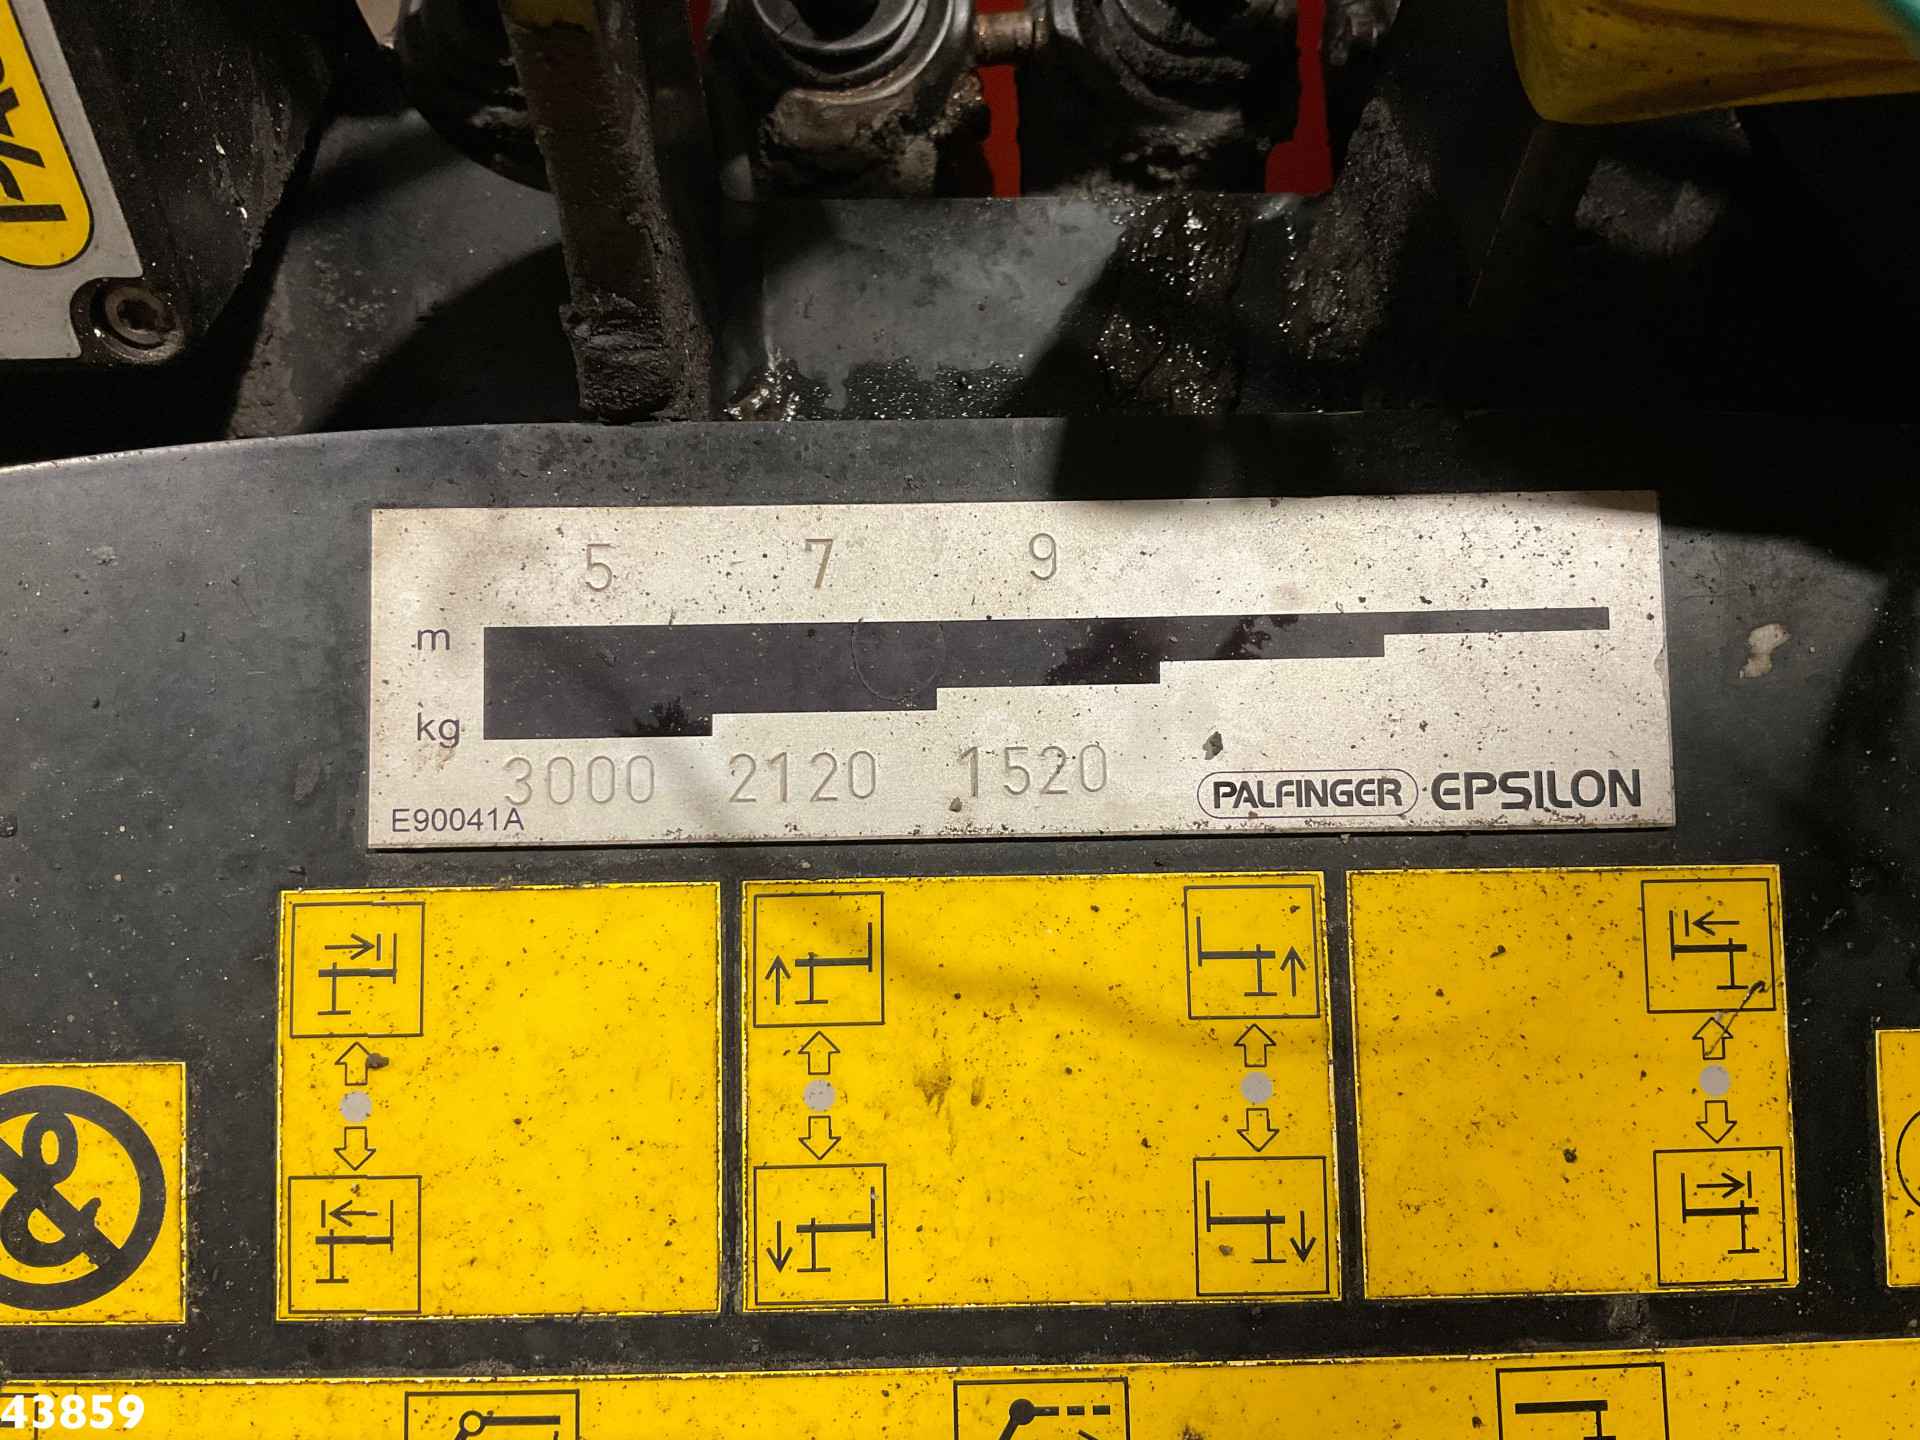 5 7 9
m
kg
3000 2120 1520
E90041A
PALFINGER EPSILON
43859